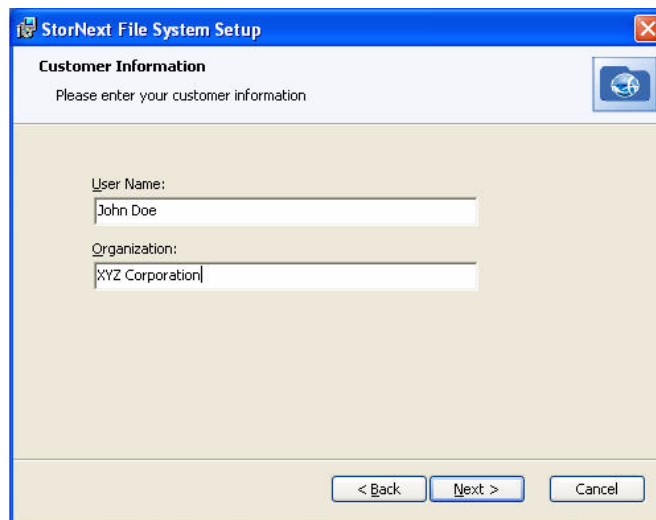 StorNext File System Setup
Customer Information
Please enter your customer information
User Name:
John Doe
Organization:
XYZ Corporation
< Back Next > Cancel